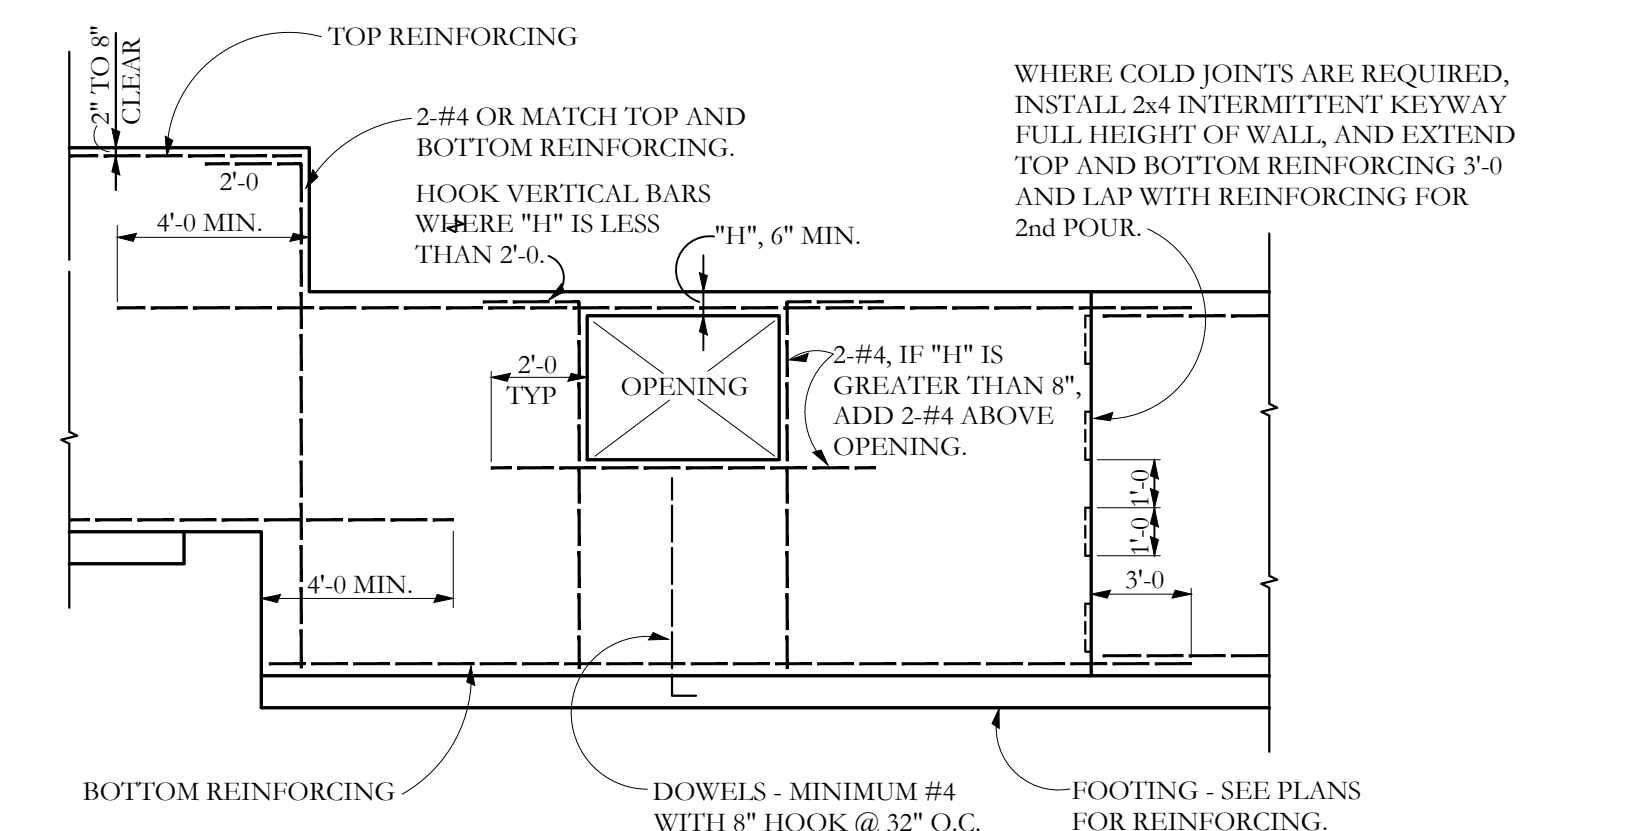 2" TO 8"
CLEAR
TOP REINFORCING
2-#4 OR MATCH TOP AND
BOTTOM REINFORCING.
HOOK VERTICAL BARS
WHERE "H" IS LESS
THAN 2'-0.
"H", 6" MIN.
WHERE COLD JOINTS ARE REQUIRED,
INSTALL 2x4 INTERMITTENT KEYWAY
FULL HEIGHT OF WALL, AND EXTEND
TOP AND BOTTOM REINFORCING 3'-0
AND LAP WITH REINFORCING FOR
2nd POUR.
2'-0
4'-0 MIN.
2'-0
TYP
OPENING
2-#4, IF "H" IS
GREATER THAN 8",
ADD 2-#4 ABOVE
OPENING.
1'-0
1'-0
3'-0
4'-0 MIN.
BOTTOM REINFORCING
DOWELS - MINIMUM #4
WITH 8" HOOK @ 32" O.C.
FOOTING - SEE PLANS
FOR REINFORCING.